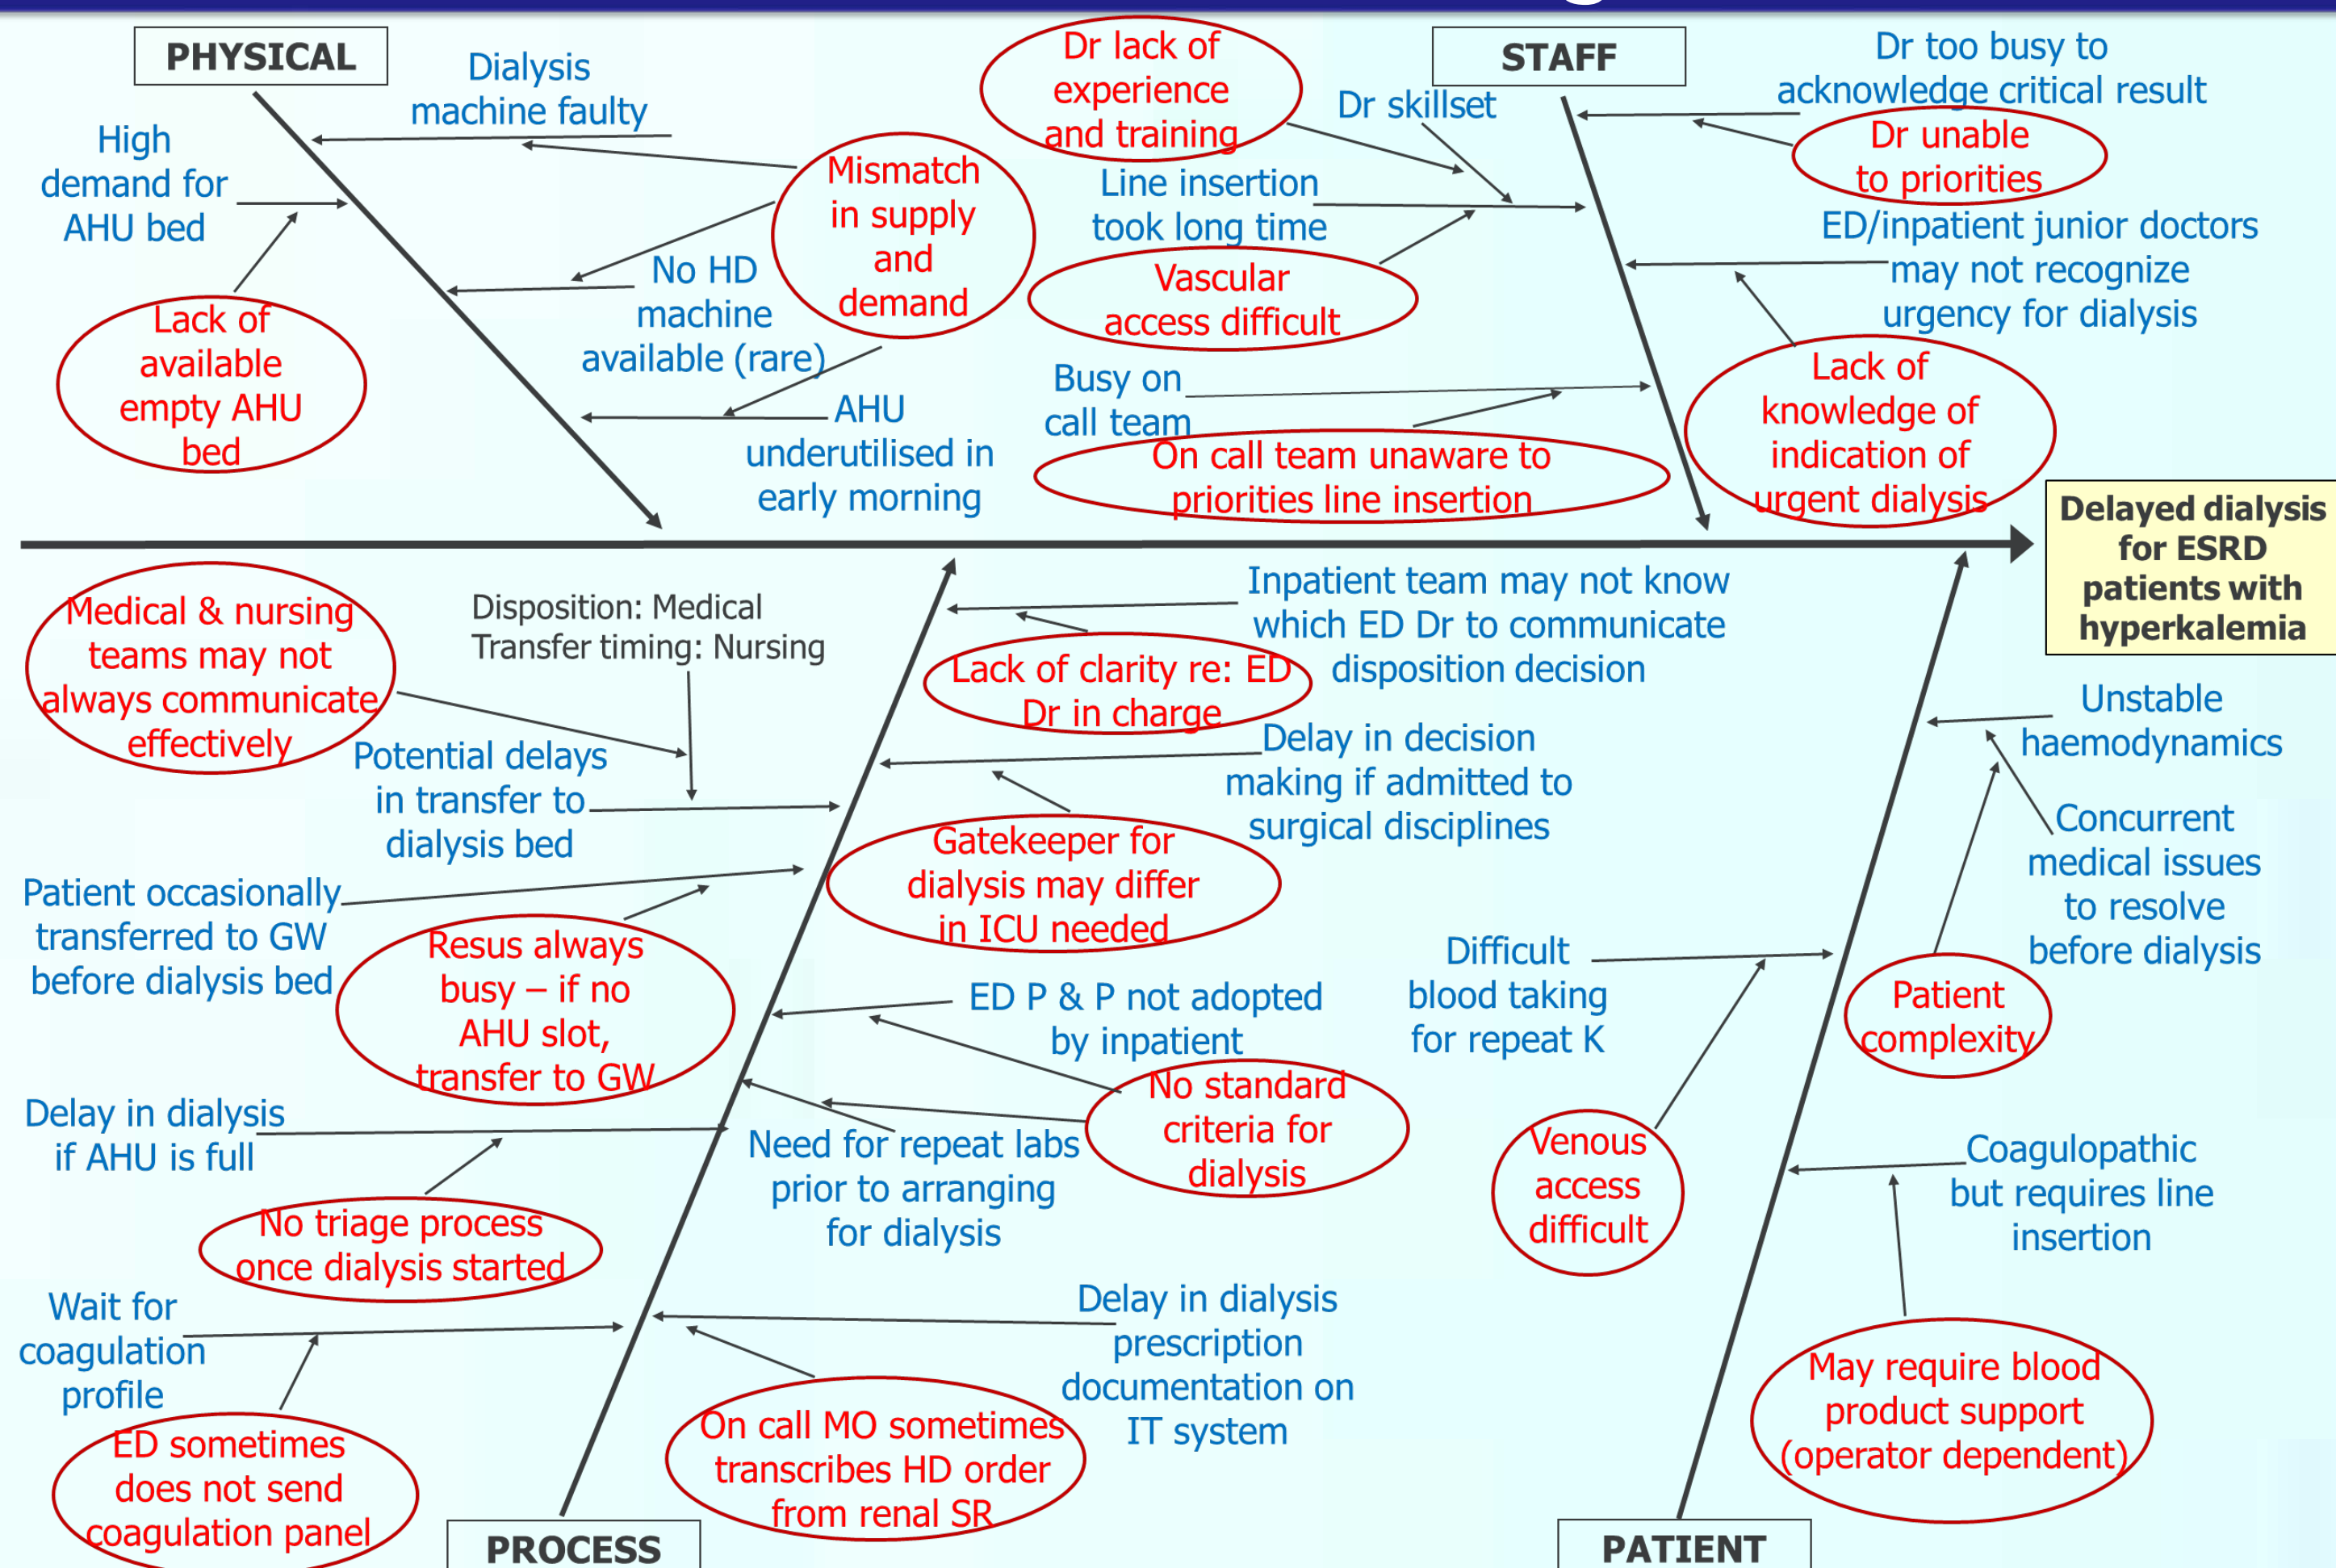 PHYSICAL
Dialysis
machine faulty
High
demand for
AHU bed
Mismatch
in supply
and
demand
Lack of
available
empty AHU
bed
No HD
machine
available (rare)
AHU
underutilised in
early morning
STAFF
Dr lack of
experience
and training
Dr skillset
Line insertion
took long time
Vascular
access difficult
Busy on
call team
On call team unaware to
priorities line insertion
Dr too busy to
acknowledge critical result
Dr unable
to priorities
ED/inpatient junior doctors
may not recognize
urgency for dialysis
Lack of
knowledge of
indication of
urgent dialysis
Delayed dialysis
for ESRD
patients with
hyperkalemia
Medical & nursing
teams may not
always communicate
effectively
Disposition: Medical
Transfer timing: Nursing
Potential delays
in transfer to
dialysis bed
Patient occasionally
transferred to GW
before dialysis bed
Resus always
busy – if no
AHU slot,
transfer to GW
Delay in dialysis
if AHU is full
No triage process
once dialysis started
Wait for
coagulation
profile
ED sometimes
does not send
coagulation panel
Inpatient team may not know
which ED Dr to communicate
disposition decision
Lack of clarity re: ED
Dr in charge
Delay in decision
making if admitted to
surgical disciplines
Gatekeeper for
dialysis may differ
in ICU needed
ED P & P not adopted
by inpatient
No standard
criteria for
dialysis
Need for repeat labs
prior to arranging
for dialysis
Delay in dialysis
prescription
documentation on
IT system
On call MO sometimes
transcribes HD order
from renal SR
PROCESS
Unstable
haemodynamics
Concurrent
medical issues
to resolve
before dialysis
Patient
complexity
Difficult
blood taking
for repeat K
Venous
access
difficult
Coagulopathic
but requires line
insertion
May require blood
product support
(operator dependent)
PATIENT